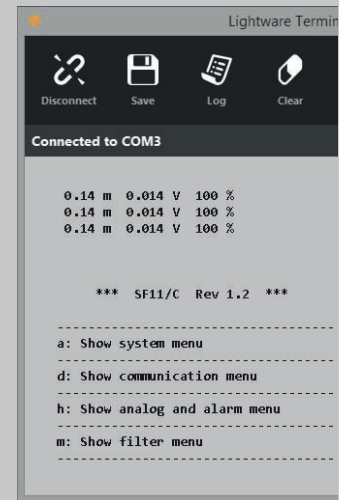 Lightware Termin
Disconnect Save Log Clear
Connected to COM3
0.14 m 0.014 V 100 %
0.14 m 0.014 V 100 %
0.14 m 0.014 V 100 %
*** SF11/C Rev 1.2 ***
--------------------------------
a: Show system menu
--------------------------------
d: Show communication menu
--------------------------------
h: Show analog and alarm menu
--------------------------------
m: Show filter menu
--------------------------------